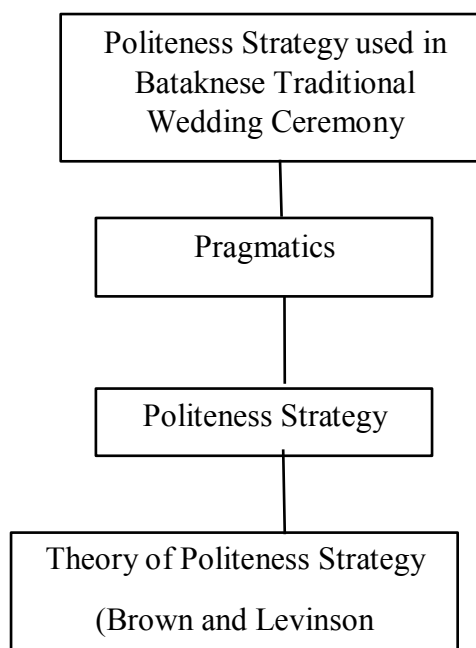 Politeness Strategy used in
Bataknese Traditional
Wedding Ceremony
Pragmatics
Politeness Strategy
Theory of Politeness Strategy
(Brown and Levinson